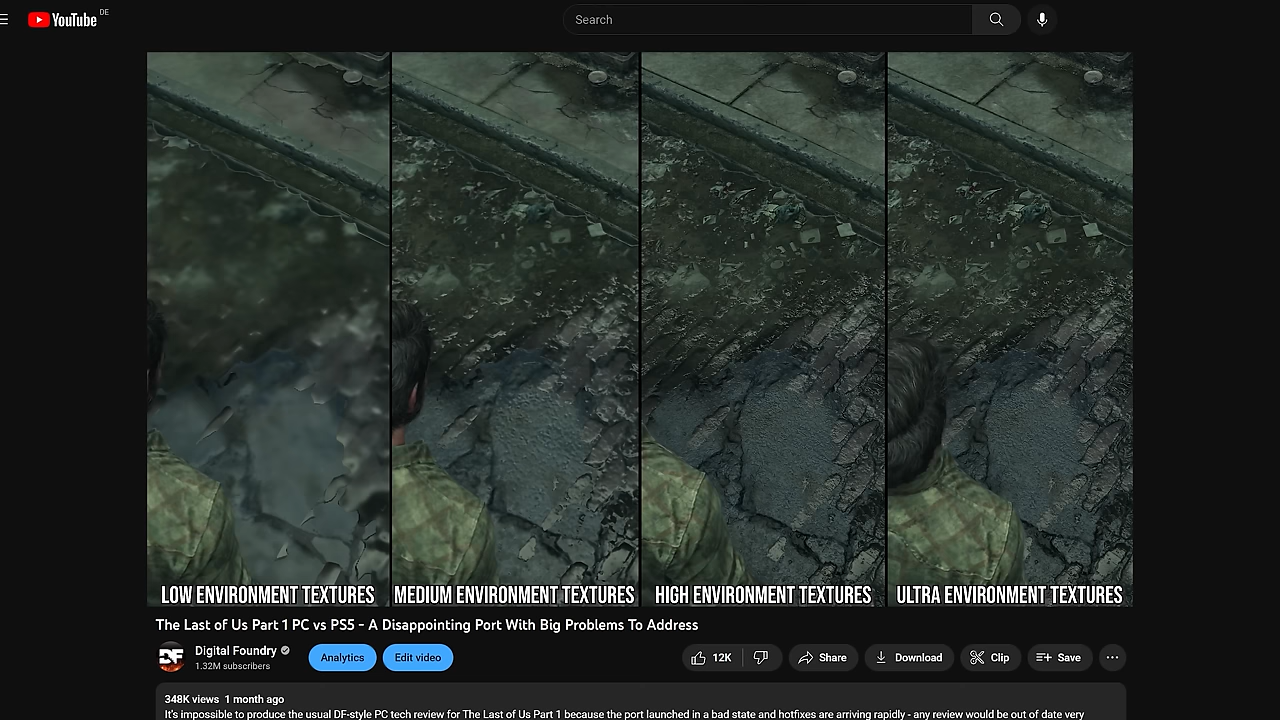 YouTube DE
Search
LOW ENVIRONMENT TEXTURES
MEDIUM ENVIRONMENT TEXTURES
HIGH ENVIRONMENT TEXTURES
ULTRA ENVIRONMENT TEXTURES
The Last of Us Part 1 PC vs PS5 - A Disappointing Port With Big Problems To Address
DF
Digital Foundry
1.32M subscribers
Analytics
Edit video
12K
Share
Download
Clip
Save
348K views 1 month ago
It's impossible to produce the usual DF-style PC tech review for The Last of Us Part 1 because the port launched in a bad state and hotfixes are arriving rapidly - any review would be out of date very